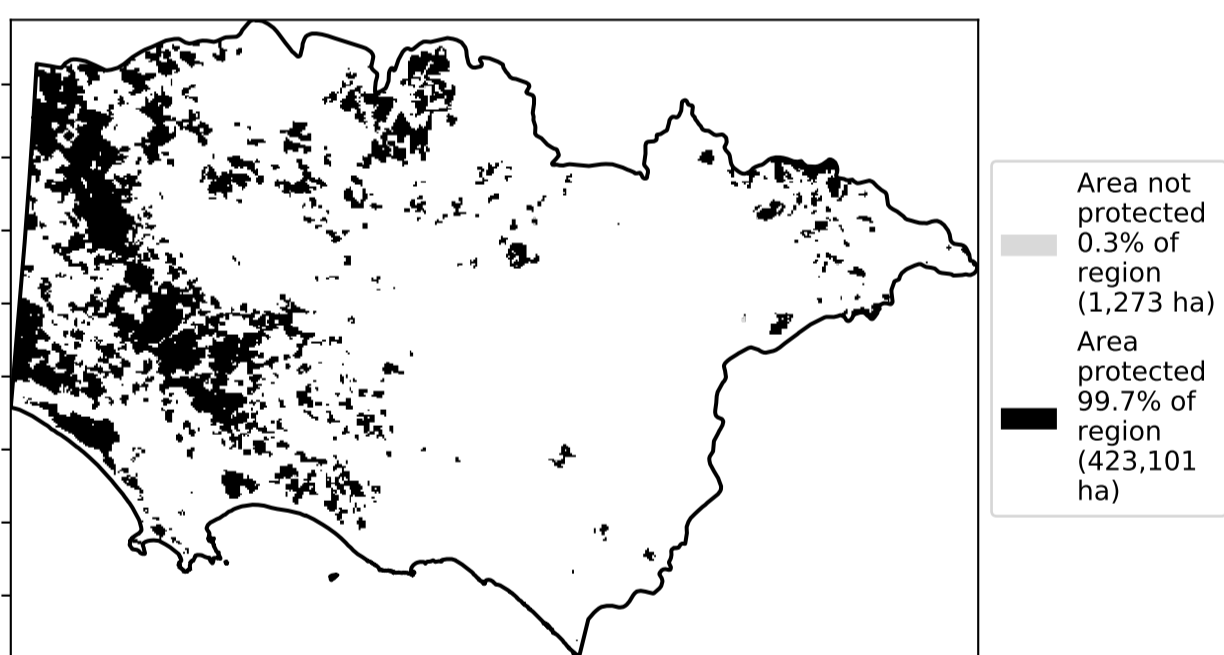 Area not
protected
0.3% of
region
(1,273 ha)
Area
protected
99.7% of
region
(423,101
ha)